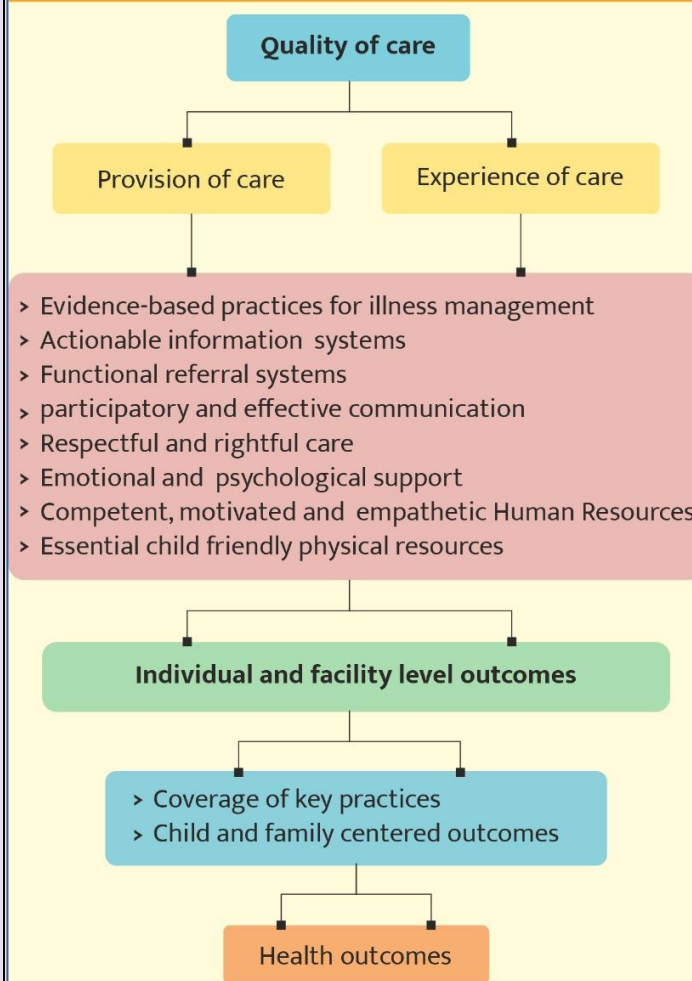 Quality of care
Provision of care
Experience of care
> Evidence-based practices for illness management
> Actionable information systems
> Functional referral systems
> participatory and effective communication
> Respectful and rightful care
> Emotional and psychological support
> Competent, motivated and empathetic Human Resources
> Essential child friendly physical resources
Individual and facility level outcomes
> Coverage of key practices
> Child and family centered outcomes
Health outcomes